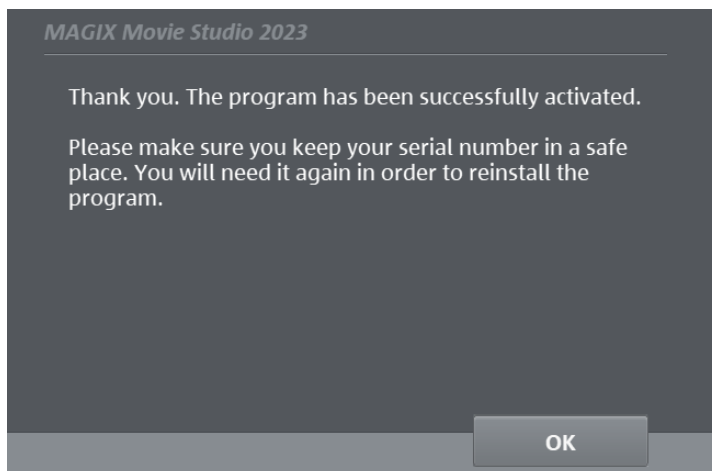 MAGIX Movie Studio 2023
Thank you. The program has been successfully activated.
Please make sure you keep your serial number in a safe
place. You will need it again in order to reinstall the
program.
OK